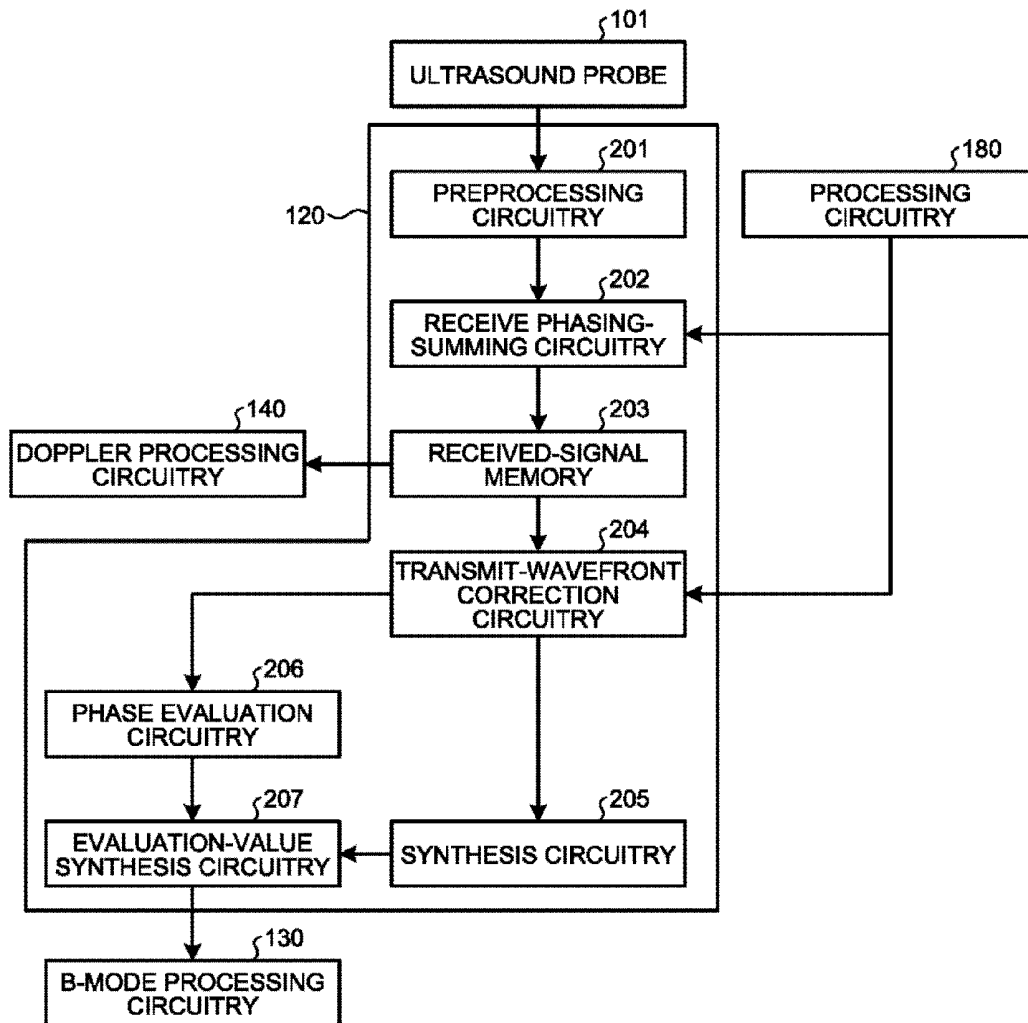 101
ULTRASOUND PROBE
201
PREPROCESSING
CIRCUITRY
180
PROCESSING
CIRCUITRY
120
202
RECEIVE PHASING-
SUMMING CIRCUITRY
140
DOPPLER PROCESSING
CIRCUITRY
203
RECEIVED-SIGNAL
MEMORY
204
TRANSMIT-WAVEFRONT
CORRECTION
CIRCUITRY
206
PHASE EVALUATION
CIRCUITRY
207
EVALUATION-VALUE
SYNTHESIS CIRCUITRY
205
SYNTHESIS CIRCUITRY
130
B-MODE PROCESSING
CIRCUITRY